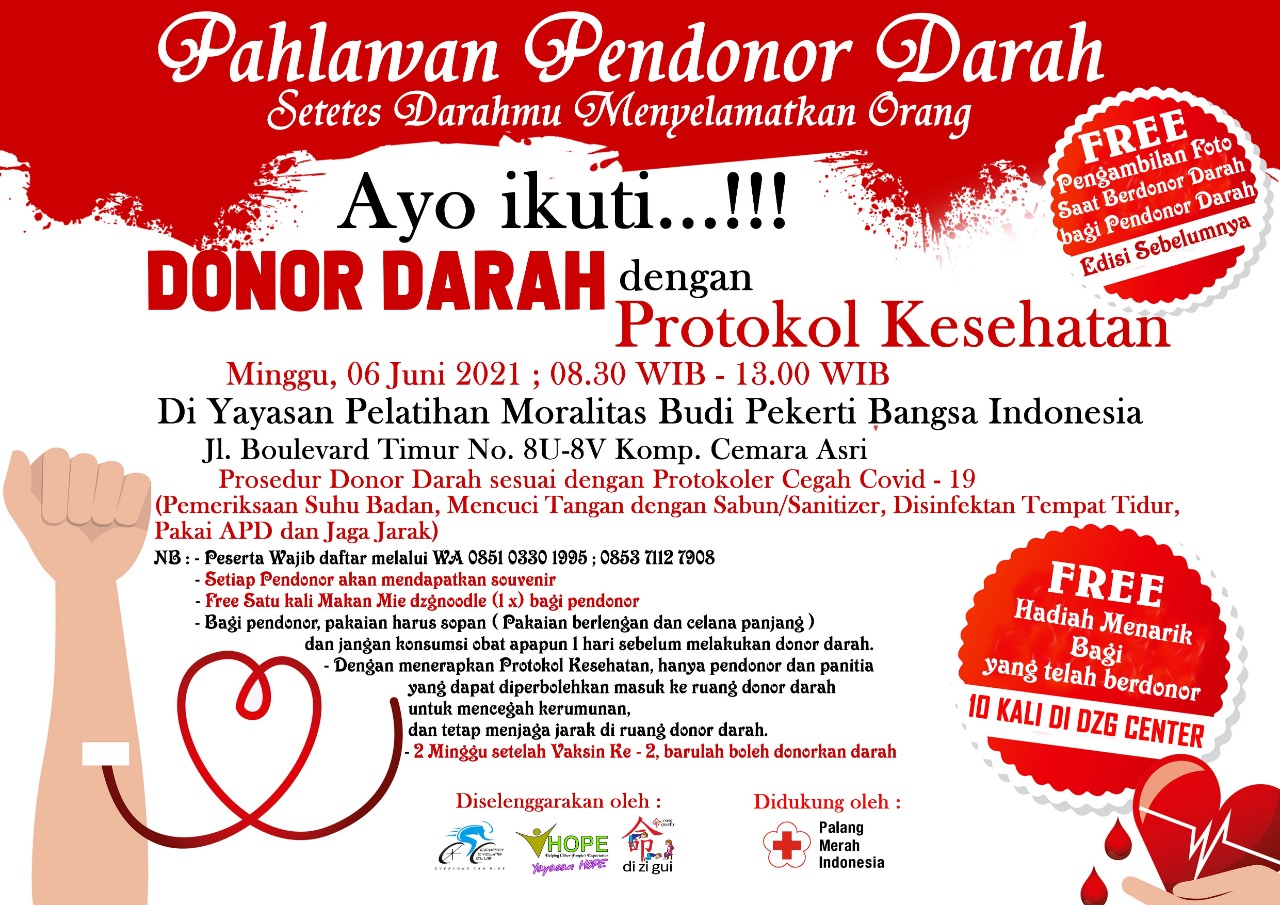 Pahlawan Pendonor Darah
Setetes Darahmu Menyelamatkan Orang
FREE
Pengambilan Foto
Saat Berdonor Darah
bagi Pendonor Darah
Edisi Sebelumnya
Ayo ikuti...!!!
DONOR DARAH dengan
Protokol Kesehatan
Minggu, 06 Juni 2021 ; 08.30 WIB - 13.00 WIB
Di Yayasan Pelatihan Moralitas Budi Pekerti Bangsa Indonesia
Jl. Boulevard Timur No. 8U-8V Komp. Cemara Asri
Prosedur Donor Darah sesuai dengan Protokoler Cegah Covid - 19
(Pemeriksaan Suhu Badan, Mencuci Tangan dengan Sabun/Sanitizer, Disinfektan Tempat Tidur,
Pakai APD dan Jaga Jarak)
NB : - Peserta Wajib daftar melalui WA 0851 0330 1995 ; 0853 7112 7908
- Setiap Pendonor akan mendapatkan souvenir
- Free Satu kali Makan Mie dzgnoodle (1 x) bagi pendonor
- Bagi pendonor, pakaian harus sopan ( Pakaian berlengan dan celana panjang )
dan jangan konsumsi obat apapun 1 hari sebelum melakukan donor darah.
- Dengan menerapkan Protokol Kesehatan, hanya pendonor dan panitia
yang dapat diperbolehkan masuk ke ruang donor darah
untuk mencegah kerumunan,
dan tetap menjaga jarak di ruang donor darah.
- 2 Minggu setelah Vaksin Ke - 2, barulah boleh donorkan darah
FREE
Hadiah Menarik
Bagi
yang telah berdonor
10 KALI DI DZG CENTER
Diselenggarakan oleh :
EVERYONE CAN RIDE
HOPE
Helping Other People's Expectation
Yayasan HOPE
命
di zi gui
Didukung oleh :
Palang
Merah
Indonesia